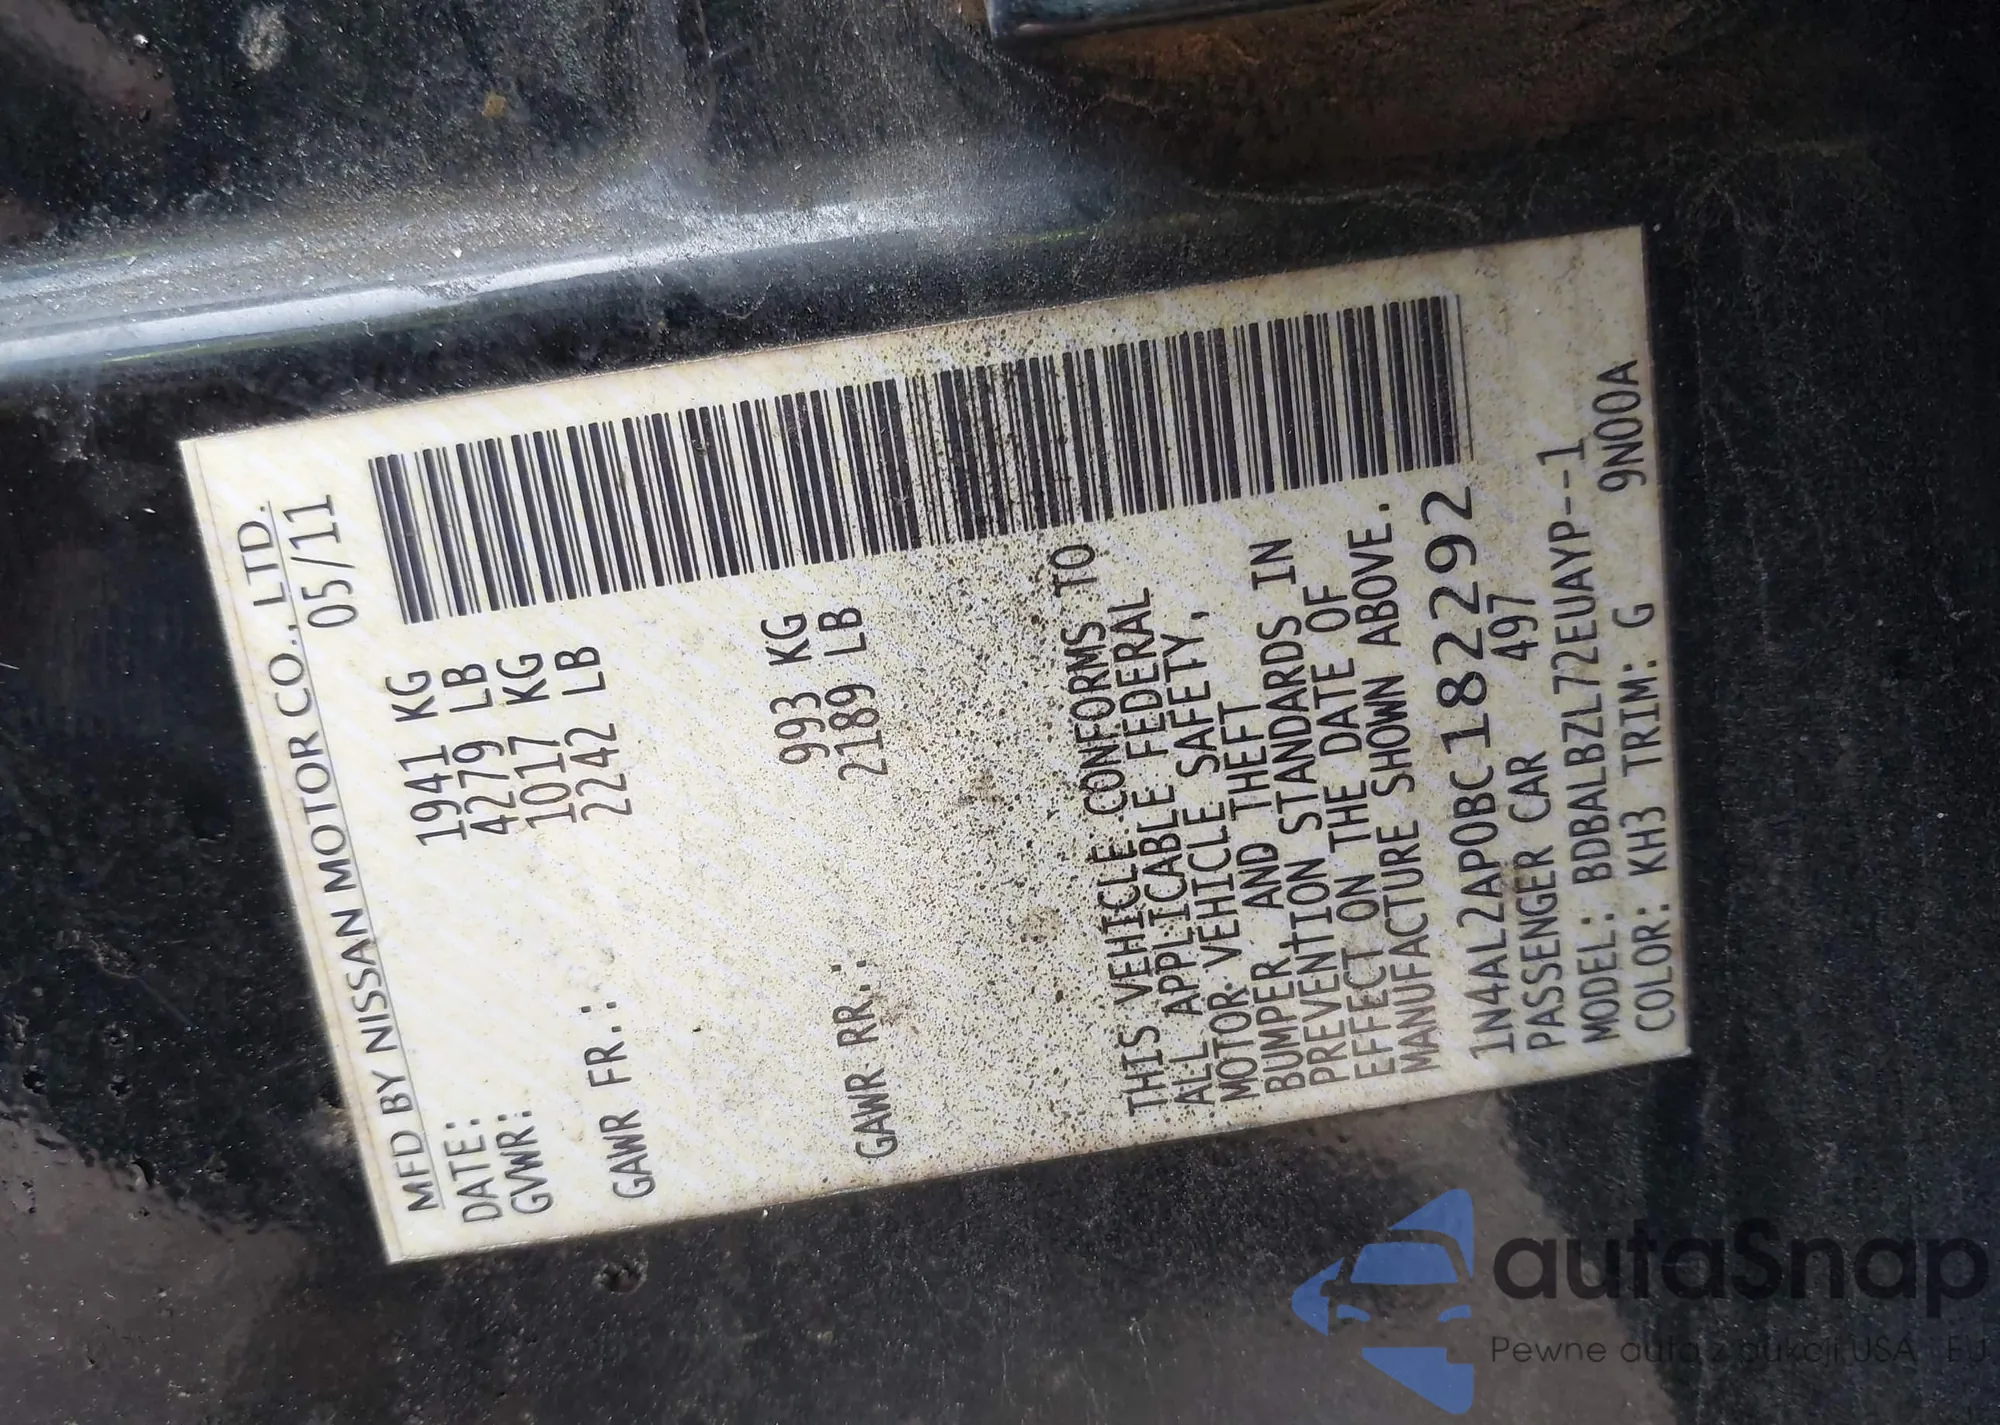 MFD BY NISSAN MOTOR CO., LTD.
DATE: 05/11
GVWR: 1941 KG
4279 LB
GAWR FR.: 1017 KG
2242 LB
GAWR RR.: 993 KG
2189 LB
THIS VEHICLE CONFORMS TO
ALL APPLICABLE FEDERAL
MOTOR VEHICLE SAFETY,
BUMPER AND THEFT
PREVENTION STANDARDS IN
EFFECT ON THE DATE OF
MANUFACTURE SHOWN ABOVE.
1N4AL2AP0BC182292
PASSENGER CAR 497
MODEL: BDBALBZL72EUAYP--1
COLOR: KH3 TRIM: G 9N00A
autaSnap
Pewne auta z aukcji USA i EU